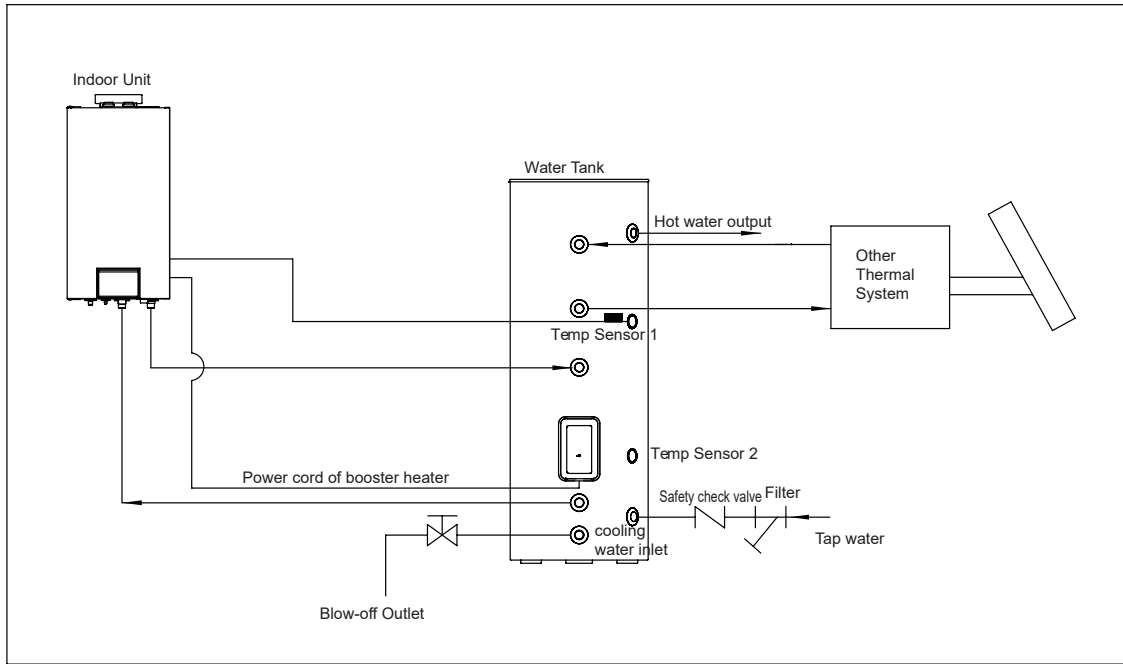 Indoor Unit
Water Tank
Hot water output
Other
Thermal
System
Temp Sensor 1
Temp Sensor 2
Power cord of booster heater
Safety check valve
Filter
cooling
water inlet
Tap water
Blow-off Outlet